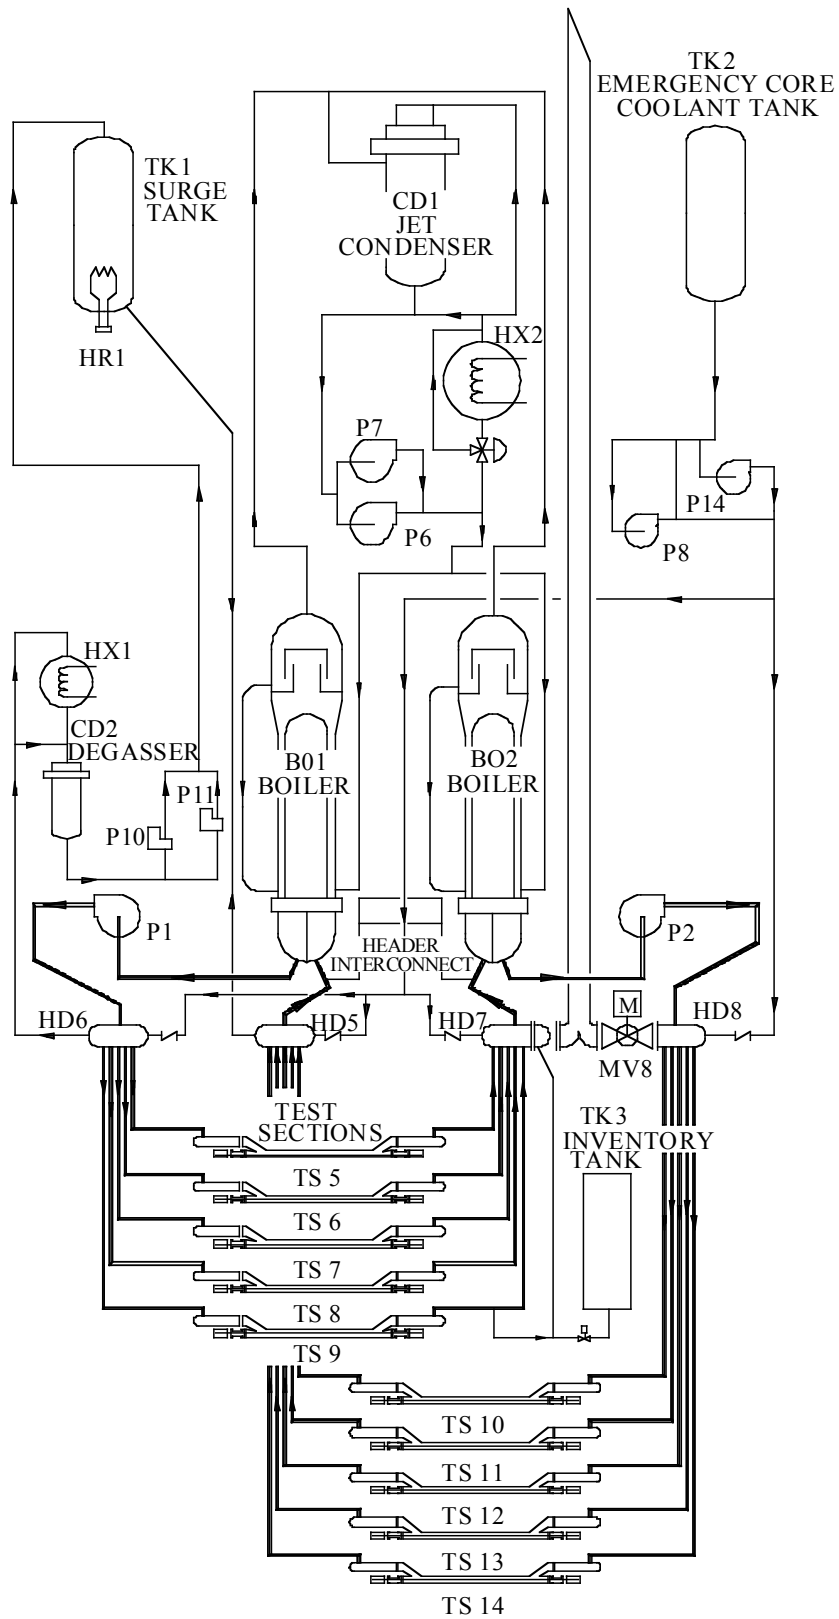 TK2
EMERGENCY CORE
COOLANT TANK
TK1
SURGE
TANK
CD1
JET
CONDENSER
HR1
HX2
P7
P6
P14
P8
HX1
CD2
DEGASSER
B01
BOILER
BO2
BOILER
P11
P10
P1
P2
HEADER
INTERCONNECT
M
HD6
HD5
HD7
HD8
MV8
TEST
SECTIONS
TK3
INVENTORY
TANK
TS 5
TS 6
TS 7
TS 8
TS 9
TS 10
TS 11
TS 12
TS 13
TS 14